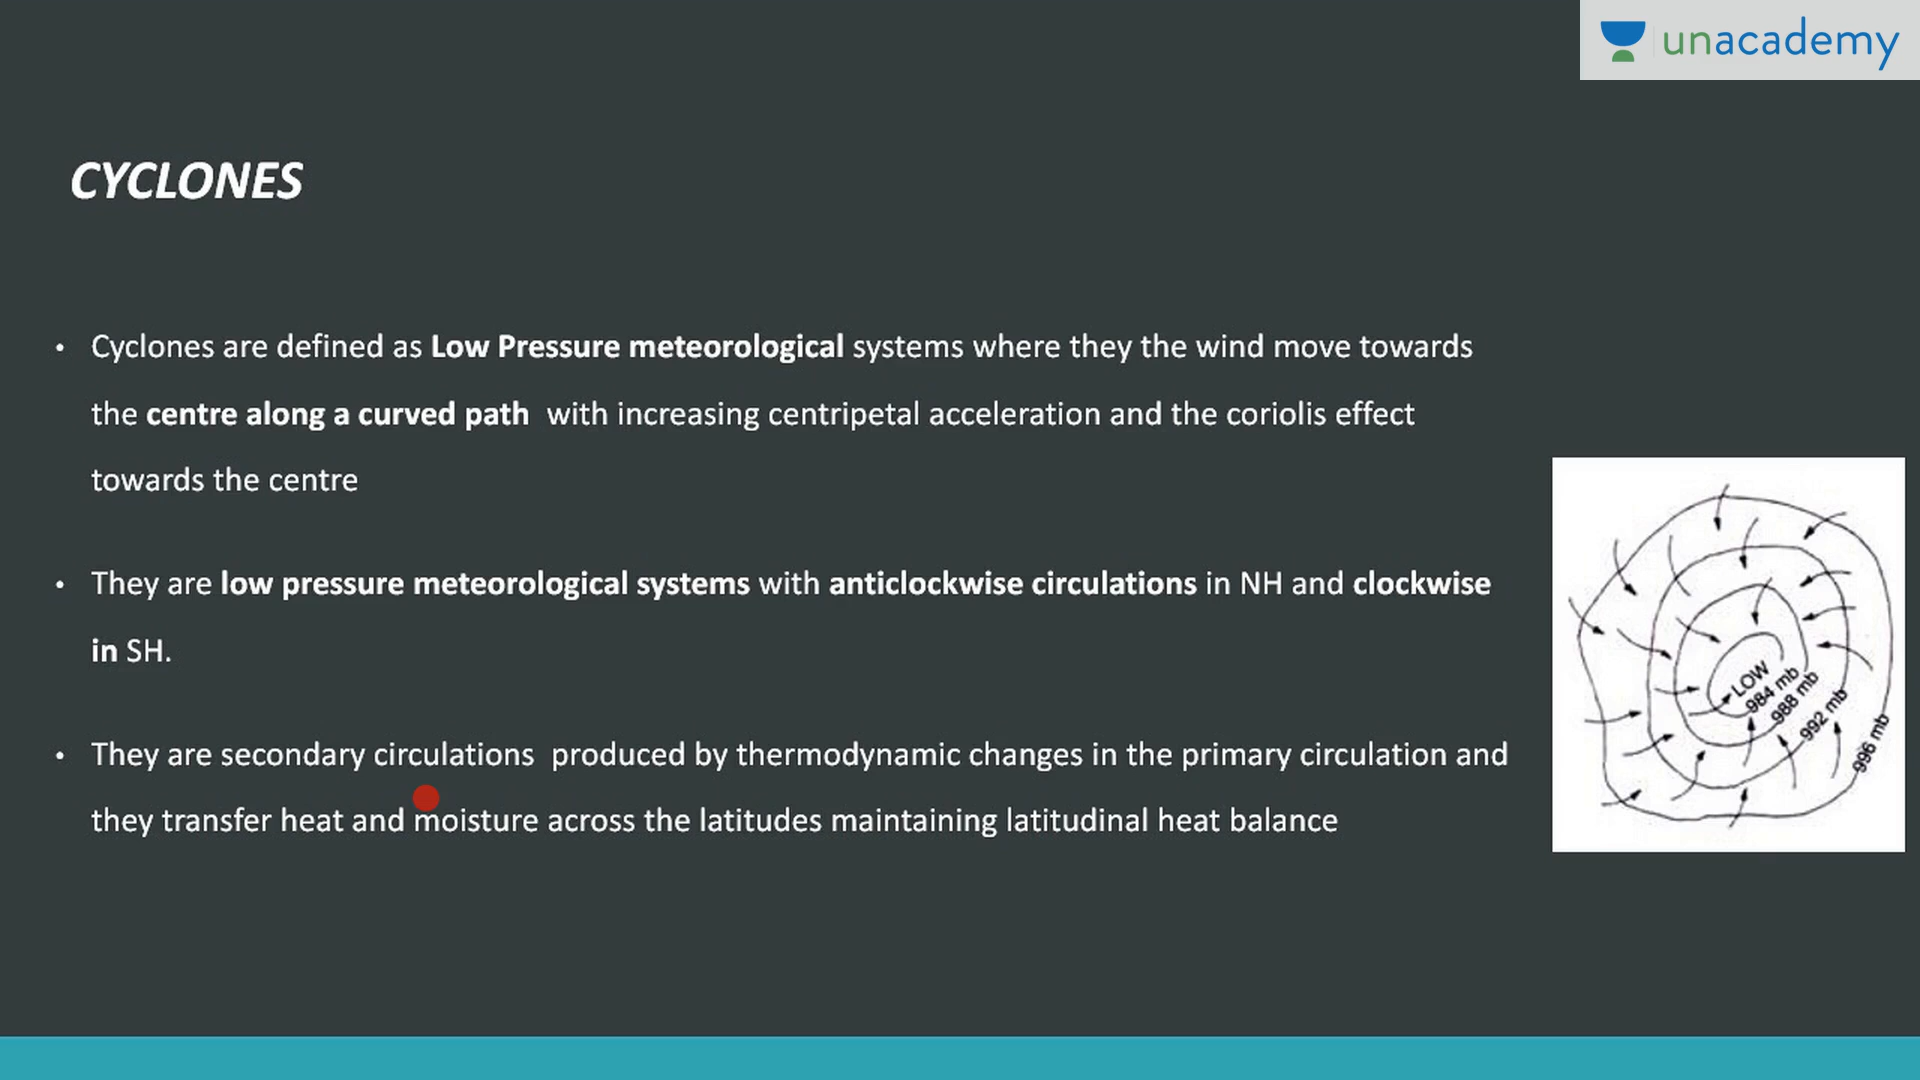 unacademy
CYCLONES
• Cyclones are defined as Low Pressure meteorological systems where they the wind move towards
the centre along a curved path with increasing centripetal acceleration and the coriolis effect
towards the centre
• They are low pressure meteorological systems with anticlockwise circulations in NH and clockwise
in SH.
• They are secondary circulations produced by thermodynamic changes in the primary circulation and
they transfer heat and moisture across the latitudes maintaining latitudinal heat balance
LOW
984 mb
988 mb
992 mb
996 mb